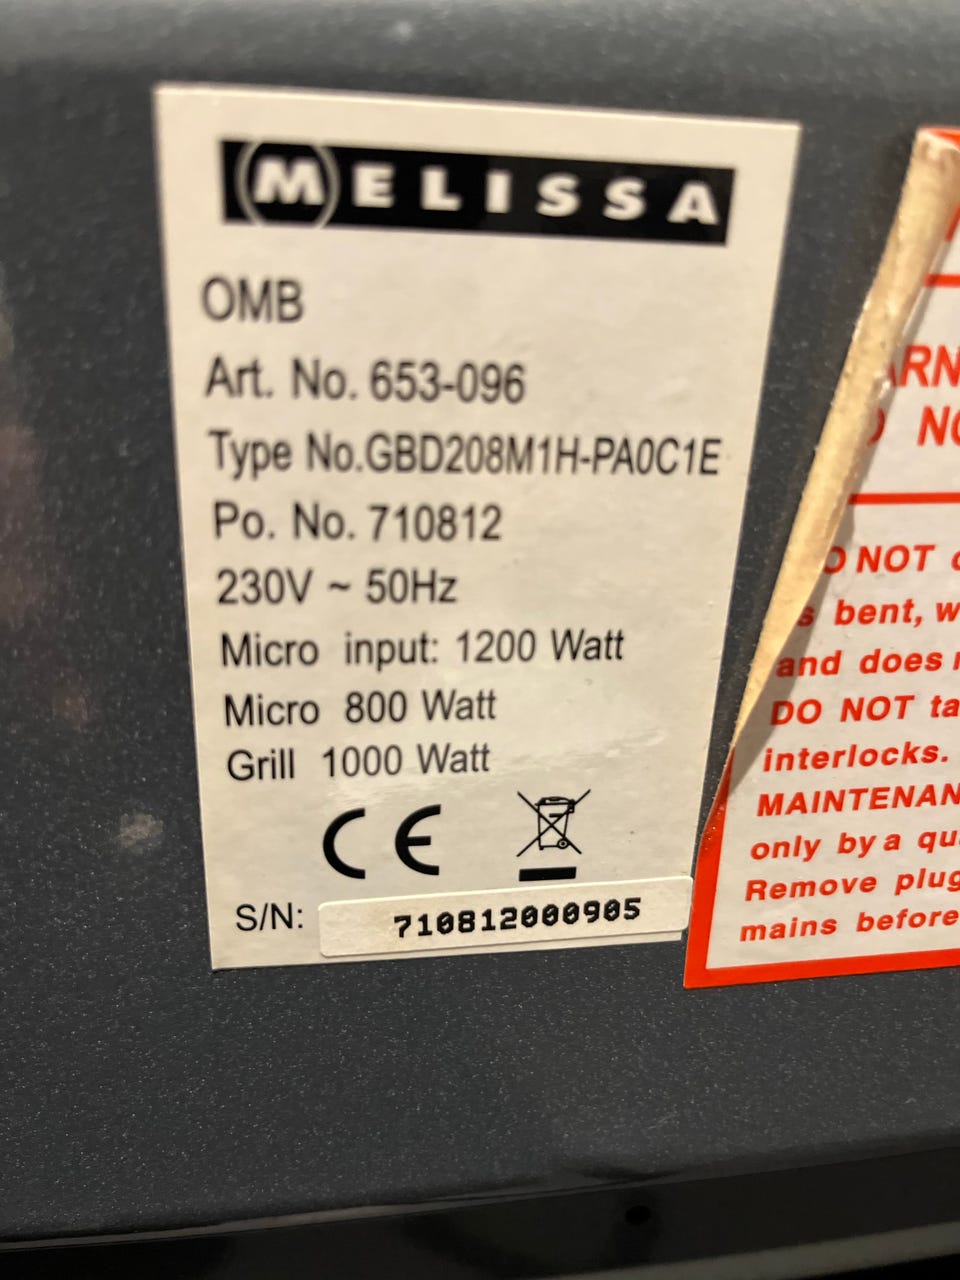 MELISSA
OMB
Art. No. 653-096
Type No.GBD208M1H-PA0C1E
Po. No. 710812
230V ~ 50Hz
Micro input: 1200 Watt
Micro 800 Watt
Grill 1000 Watt
CE
S/N: 710812000905
NOT
bent,
and does
DO NOT
interlocks.
only by a
Remove
mains before